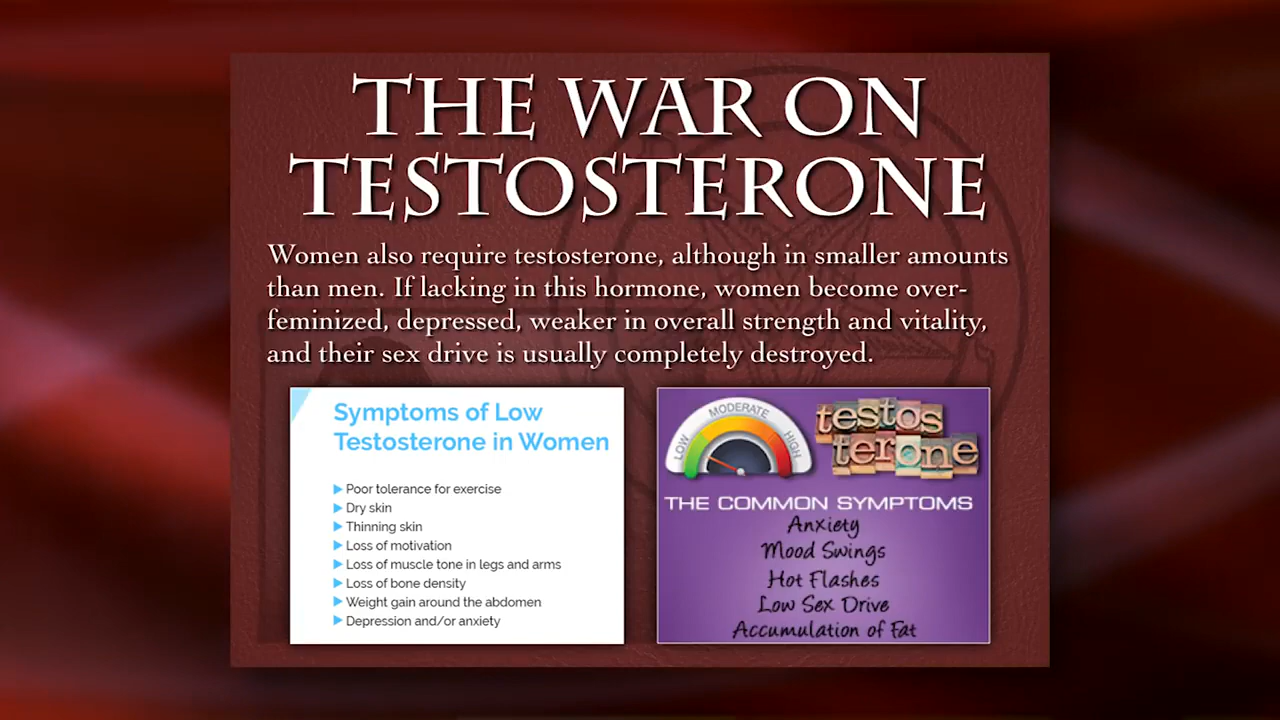 THE WAR ON
TESTOSTERONE
Women also require testosterone, although in smaller amounts
than men. If lacking in this hormone, women become over-
feminized, depressed, weaker in overall strength and vitality,
and their sex drive is usually completely destroyed.
Symptoms of Low
Testosterone in Women
Poor tolerance for exercise
Dry skin
Thinning skin
Loss of motivation
Loss of muscle tone in legs and arms
Loss of bone density
Weight gain around the abdomen
Depression and/or anxiety
LOW
MODERATE
HIGH
testos
terone
THE COMMON SYMPTOMS
Anxiety
Mood Swings
Hot Flashes
Low Sex Drive
Accumulation of Fat